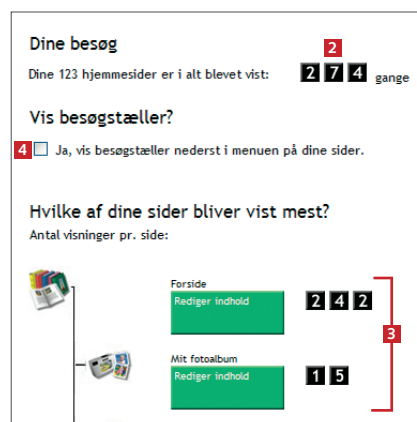 Dine besøg
2
Dine 123 hjemmesider er i alt blevet vist: 2 7 4 gange
Vis besøgstæller?
4 Ja, vis besøgstæller nederst i menuen på dine sider.
Hvilke af dine sider bliver vist mest?
Antal visninger pr. side:
Forside
Rediger indhold 2 4 2
3
Mit fotoalbum
Rediger indhold 1 5